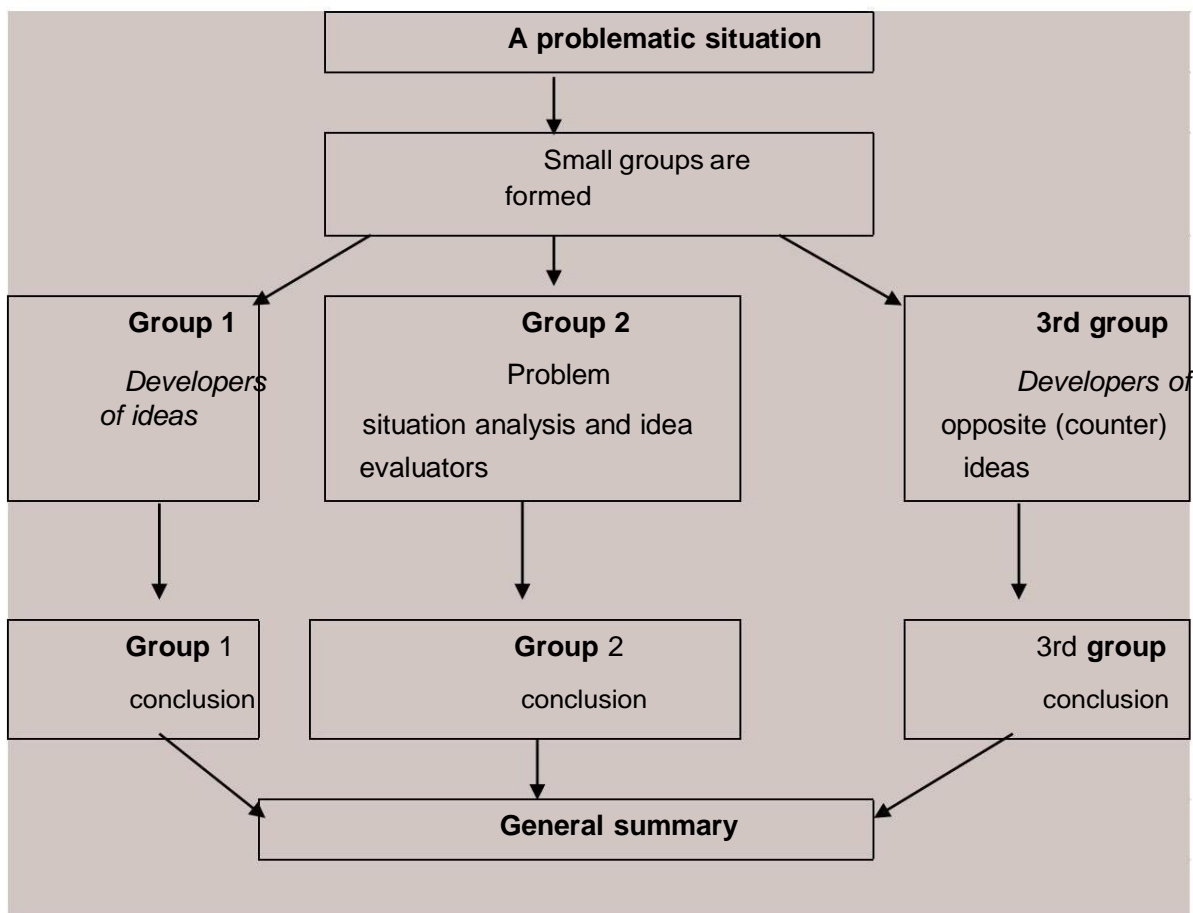 A problematic situation
Small groups are
formed
Group 1
Developers
of ideas
Group 2
Problem
situation analysis and idea
evaluators
3rd group
Developers of
opposite (counter)
ideas
Group 1
conclusion
Group 2
conclusion
3rd group
conclusion
General summary